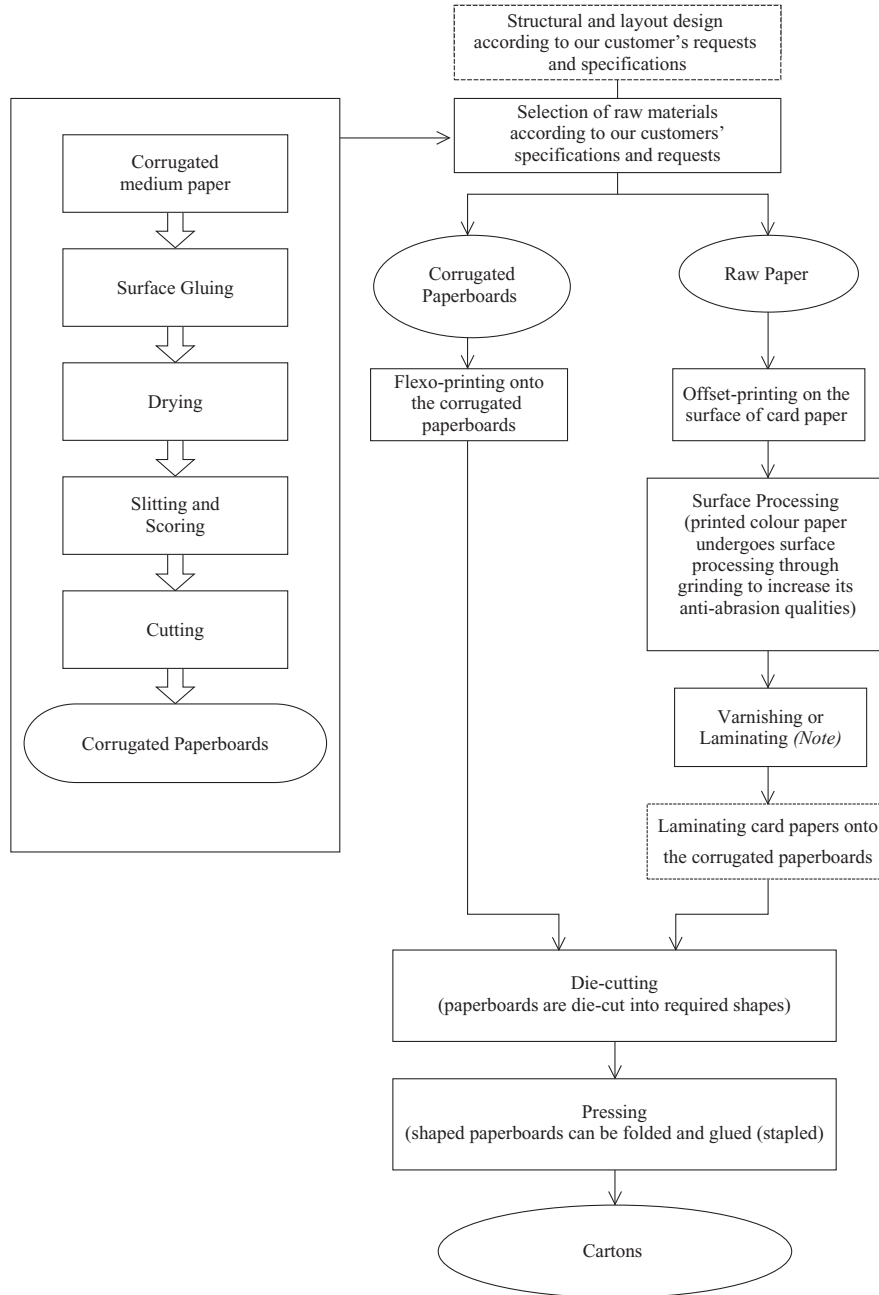 Structural and layout design
according to our customer's requests
and specifications
Selection of raw materials
according to our customers'
specifications and requests
Corrugated
medium paper
Surface Gluing
Drying
Slitting and
Scoring
Cutting
Corrugated Paperboards
Corrugated
Paperboards
Flexo-printing onto
the corrugated
paperboards
Raw Paper
Offset-printing on the
surface of card paper
Surface Processing
(printed colour paper
undergoes surface
processing through
grinding to increase its
anti-abrasion qualities)
Varnishing or
Laminating (Note)
Laminating card papers onto
the corrugated paperboards
Die-cutting
(paperboards are die-cut into required shapes)
Pressing
(shaped paperboards can be folded and glued (stapled)
Cartons